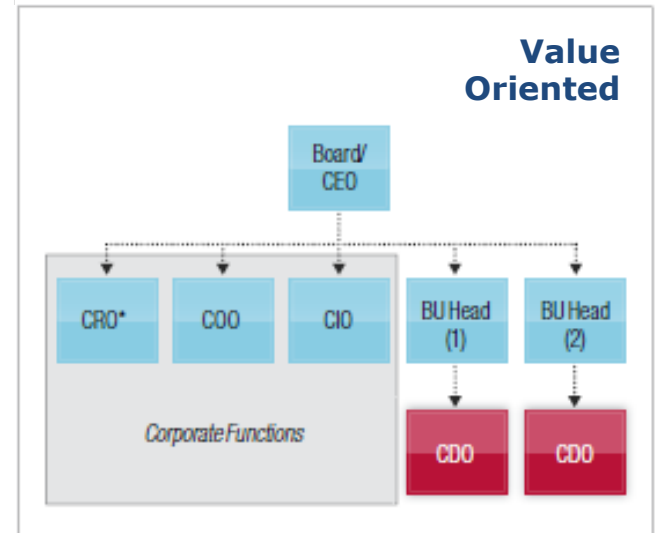 Value
Oriented
Board/
CEO
CRO*
COO
CIO
BU Head
(1)
BU Head
(2)
Corporate Functions
CDO
CDO